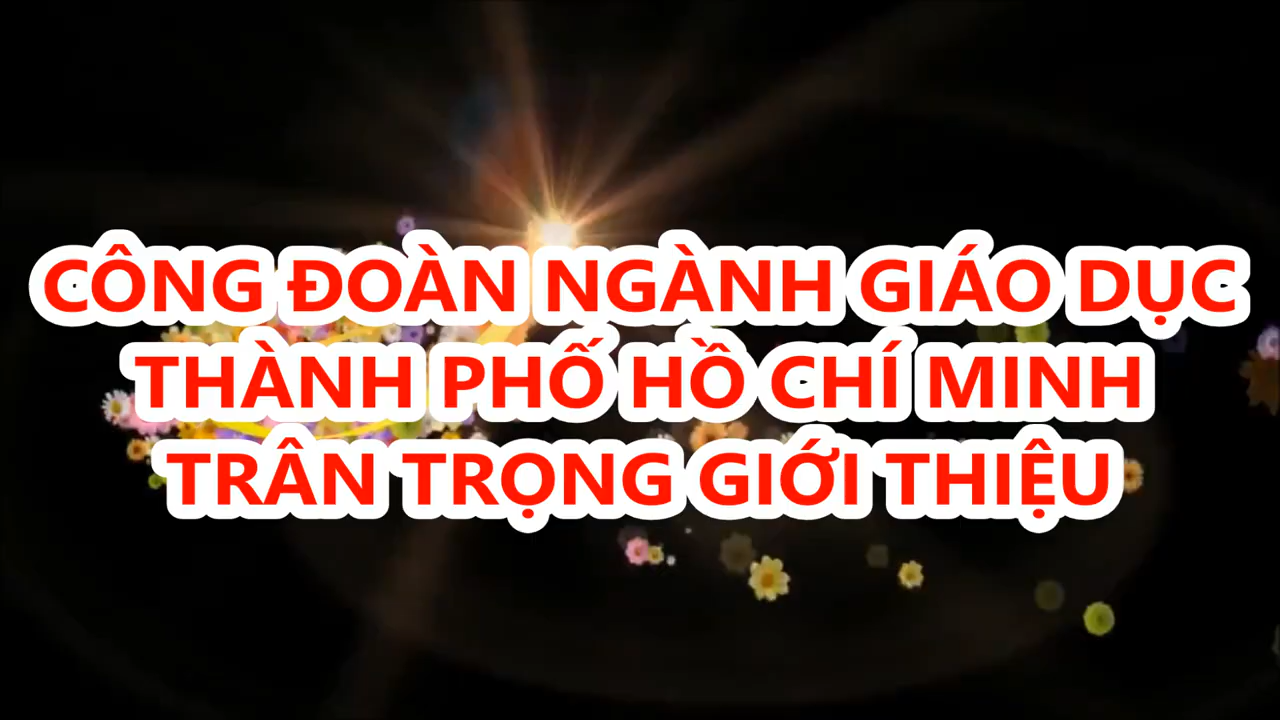 CÔNG ĐOÀN NGÀNH GIÁO DỤC
THÀNH PHỐ HỒ CHÍ MINH
TRÂN TRỌNG GIỚI THIỆU